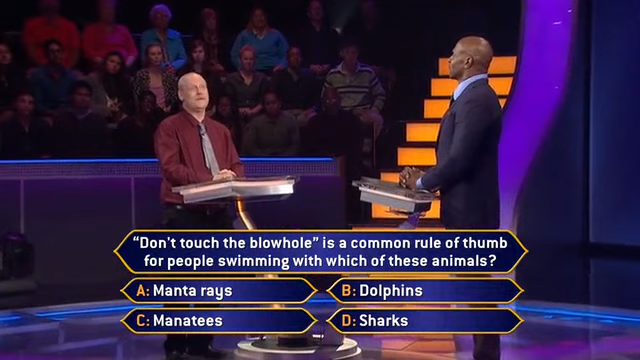 "Don't touch the blowhole" is a common rule of thumb
for people swimming with which of these animals?
A: Manta rays
B: Dolphins
C: Manatees
D: Sharks